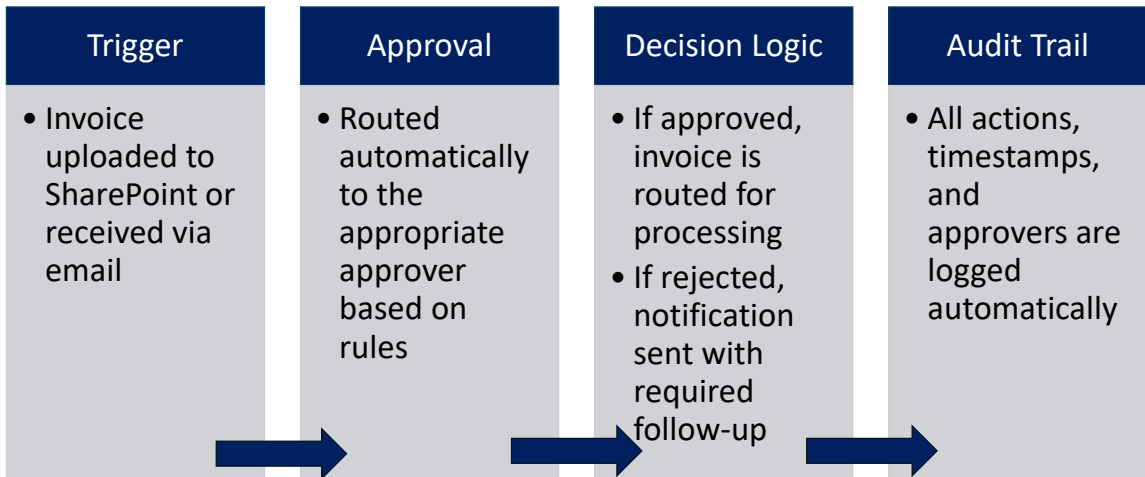 Trigger
• Invoice
uploaded to
SharePoint or
received via
email
Approval
• Routed
automatically
to the
appropriate
approver
based on
rules
Decision Logic
• If approved,
invoice is
routed for
processing
• If rejected,
notification
sent with
required
follow-up
Audit Trail
• All actions,
timestamps,
and
approvers are
logged
automatically